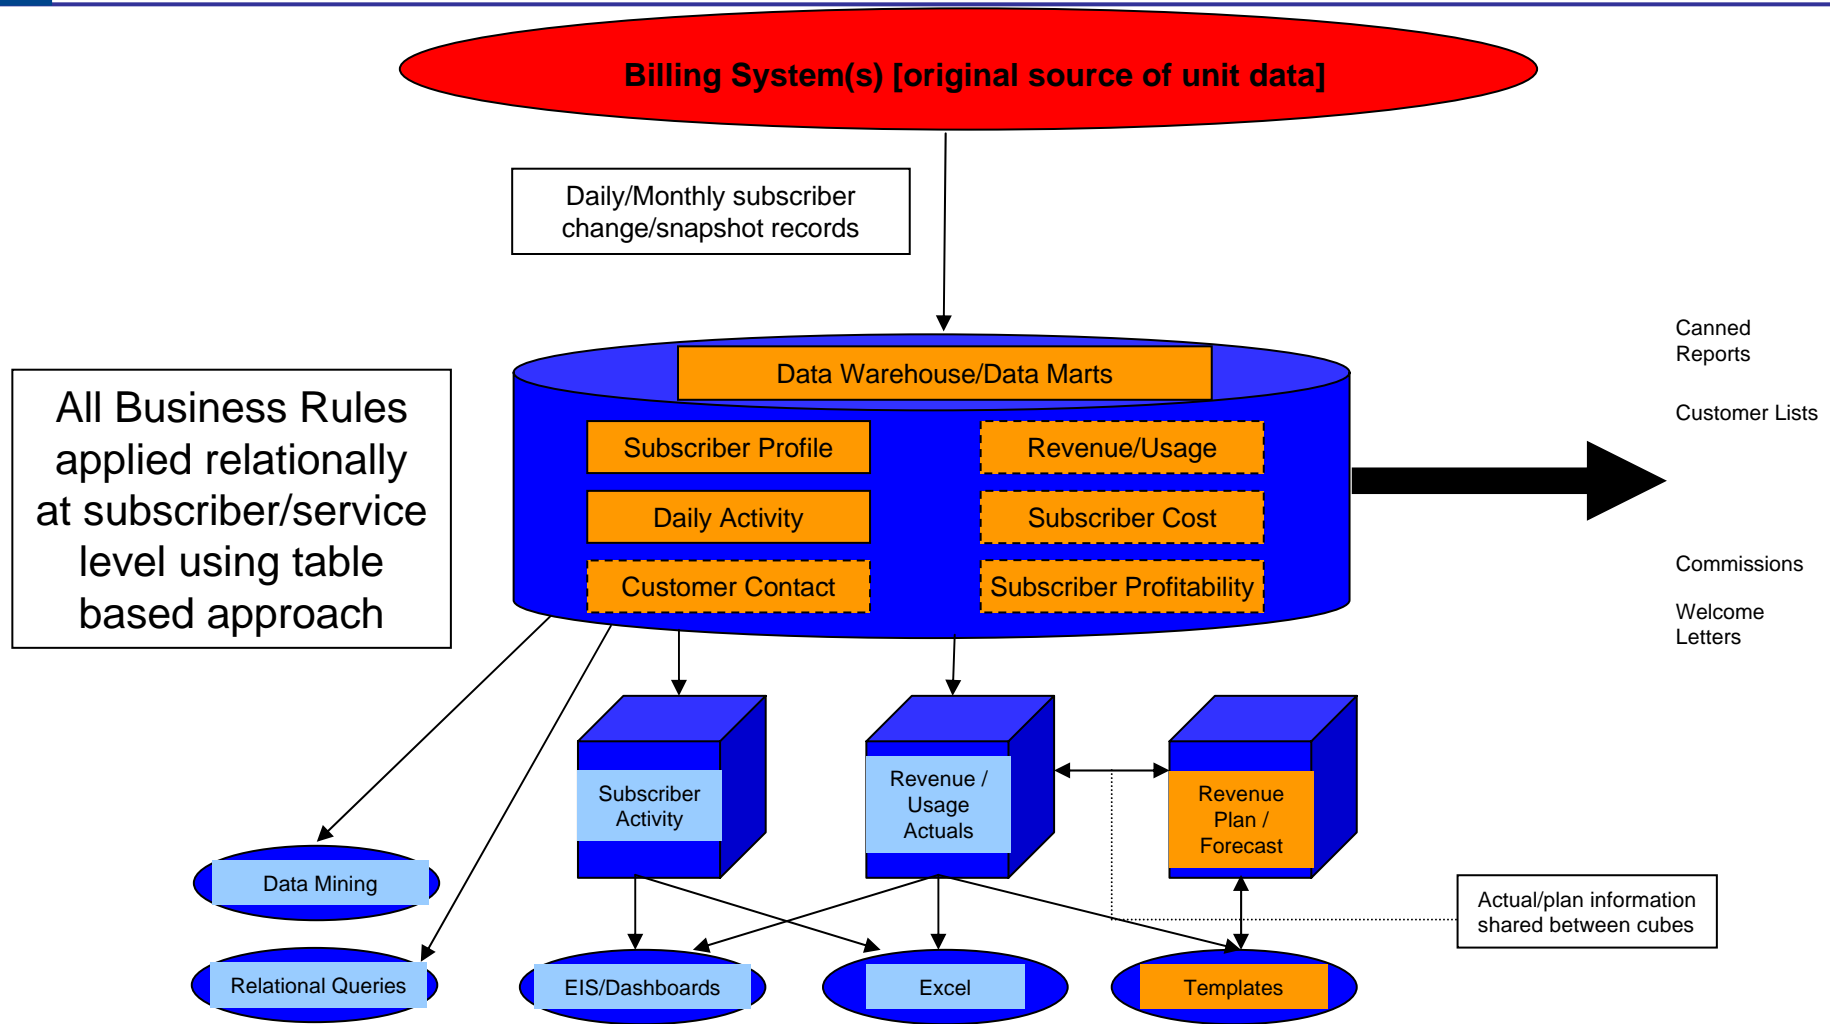 Billing System(s) [original source of unit data]
Daily/Monthly subscriber
change/snapshot records
Canned
Reports
Customer Lists
Commissions
Welcome
Letters
All Business Rules
applied relationally
at subscriber/service
level using table
based approach
Data Warehouse/Data Marts
Subscriber Profile
Revenue/Usage
Daily Activity
Subscriber Cost
Customer Contact
Subscriber Profitability
Subscriber
Activity
Revenue /
Usage
Actuals
Revenue
Plan /
Forecast
Data Mining
Actual/plan information
shared between cubes
Relational Queries
EIS/Dashboards
Excel
Templates